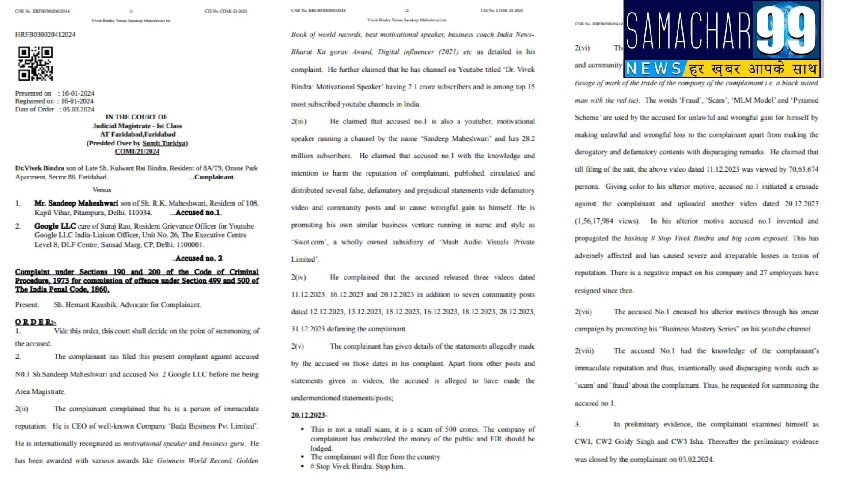 CNR No. HRFB030020412024 -1- CIS No. COMI-21-2024
Vivek Bindra Versus Sandeep Maheshwari etc
HRFB030020412024
Presented on : 16-01-2024
Registered on : 16-01-2024
Date of Order : 05.03.2024
IN THE COURT OF
Judicial Magistrate - Ist Class
AT Faridabad,Faridabad
(Presided Over by Sumit Turkiya)
COMI/21/2024
Dr.Vivek Bindra son of Late Sh. Kulwant Rai Bindra, Resident of 8A/T9, Ozone Park
Apartment, Sector 86, Faridabad. ..Complainant.
Versus
1. Mr. Sandeep Maheshwari son of Sh. R.K. Maheshwari, Resident of 108,
Kapil Vihar, Pitampura, Delhi. 110034. ..Accused no.1.
2. Google LLC care of Suraj Rao, Resident Grievance Officer for Youtube
Google LLC India-Liaison Officer, Unit No. 26, The Executive Centre
Level 8, DLF Centre, Sansad Marg, CP, Delhi, 1100001.
..Accused no. 2
Complaint under Sections 190 and 200 of the Code of Criminal
Procedure, 1973 for commission of offence under Section 499 and 500 of
The India Penal Code, 1860.
Present: Sh. Hemant Kaushik, Advocate for Complainant.
O R D E R:-
1. Vide this order, this court shall decide on the point of summoning of
the accused.
2. The complainant has filed this present complaint against accused
N0.1 Sh.Sandeep Maheshwari and accused No. 2 Google LLC before me being
Area Magistrate.
2(ii) The complainant complained that he is a person of immaculate
reputation. He is CEO of well-known Company 'Bada Business Pvt Limited'.
He is internationally recognized as motivational speaker and business guru. He
has been awarded with various awards like Guinness World Record, Golden
CNR No. HRFB030020412024 -2- CIS No. COMI-21-2024
Vivek Bindra Versus Sandeep Maheshwari etc
Book of world records, best motivational speaker, business coach India News-
Bharat Ka gorav Award, Digital influencer (2021) etc as detailed in his
complaint. He further claimed that he has channel on Youtube titled 'Dr. Vivek
Bindra: Motivational Speaker' having 2.1 crore subscribers and is among top 15
most subscribed youtube channels in India.
2(iii) He claimed that accused no.1 is also a youtuber, motivational
speaker running a channel by the name 'Sandeep Maheshwari' and has 28.2
million subscribers. He claimed that accused no.1 with the knowledge and
intention to harm the reputation of complainant, published, circulated and
distributed several false, defamatory and prejudicial statements vide defamatory
video and community posts and to cause wrongful gain to himself. He is
promoting his own similar business venture running in name and style as
'Swot.com', a wholly owned subsidiary of 'Mash Audio Visuals Private
Limited'.
2(iv) He complained that the accused released three videos dated
11.12.2023, 16.12.2023 and 20.12.2023 in addition to seven community posts
dated 12.12.2023, 13.12.2023, 15.12.2023, 16.12.2023, 18.12.2023, 28.12.2023,
31.12.2023 defaming the complainant.
2(v) The complainant has given details of the statements allegedly made
by the accused on those dates in his complaint. Apart from other posts and
statements given in videos, the accused is alleged to have made the
undermentioned statements/posts;
20.12.2023-
• This is not a small scam, it is a scam of 500 crores. The company of
complainant has embezzled the money of the public and FIR should be
lodged.
• The complainant will flee from the country
• # Stop Vivek Bindra. Stop him.
CNR No. HRFB
SAMACHAR 99
NEWS हर ख़बर आपके साथ
2(vi) Th
and community
(usage of mark of the trade of the company of the complainant i.e. a black suited
man with the red tie). The words 'Fraud', 'Scam', 'MLM Model' and 'Pyramid
Scheme' are used by the accused for unlawful and wrongful gain for himself by
making unlawful and wrongful loss to the complainant apart from making the
derogatory and defamatory contents with disparaging remarks. He claimed that
till filing of the suit, the above video dated 11.12.2023 was viewed by 70,63,674
persons. Giving color to his ulterior motive, accused no.1 initiated a crusade
against the complainant and uploaded another video dated 20.12.2023
(1,56,17,984 views). In his ulterior motive accused no.1 invented and
propagated the hashtag # Stop Vivek Bindra and big scam exposed. This has
adversely affected and has caused severe and irreparable losses in terms of
reputation. There is a negative impact on his company and 27 employees have
resigned since then.
2(vii) The accused No.1 encased his ulterior motives through his smear
campaign by promoting his "Business Mastery Series" on his youtube channel.
2(viii) The accused No.1 had the knowledge of the complainant's
immaculate reputation and thus, intentionally used disparaging words such as
'scam' and 'fraud' about the complainant. Thus, he requested for summoning the
accused no.1.
3. In preliminary evidence, the complainant examined himself as
CW1, CW2 Goldy Singh and CW3 Isha. Thereafter the preliminary evidence
was closed by the complainant on 03.02.2024.